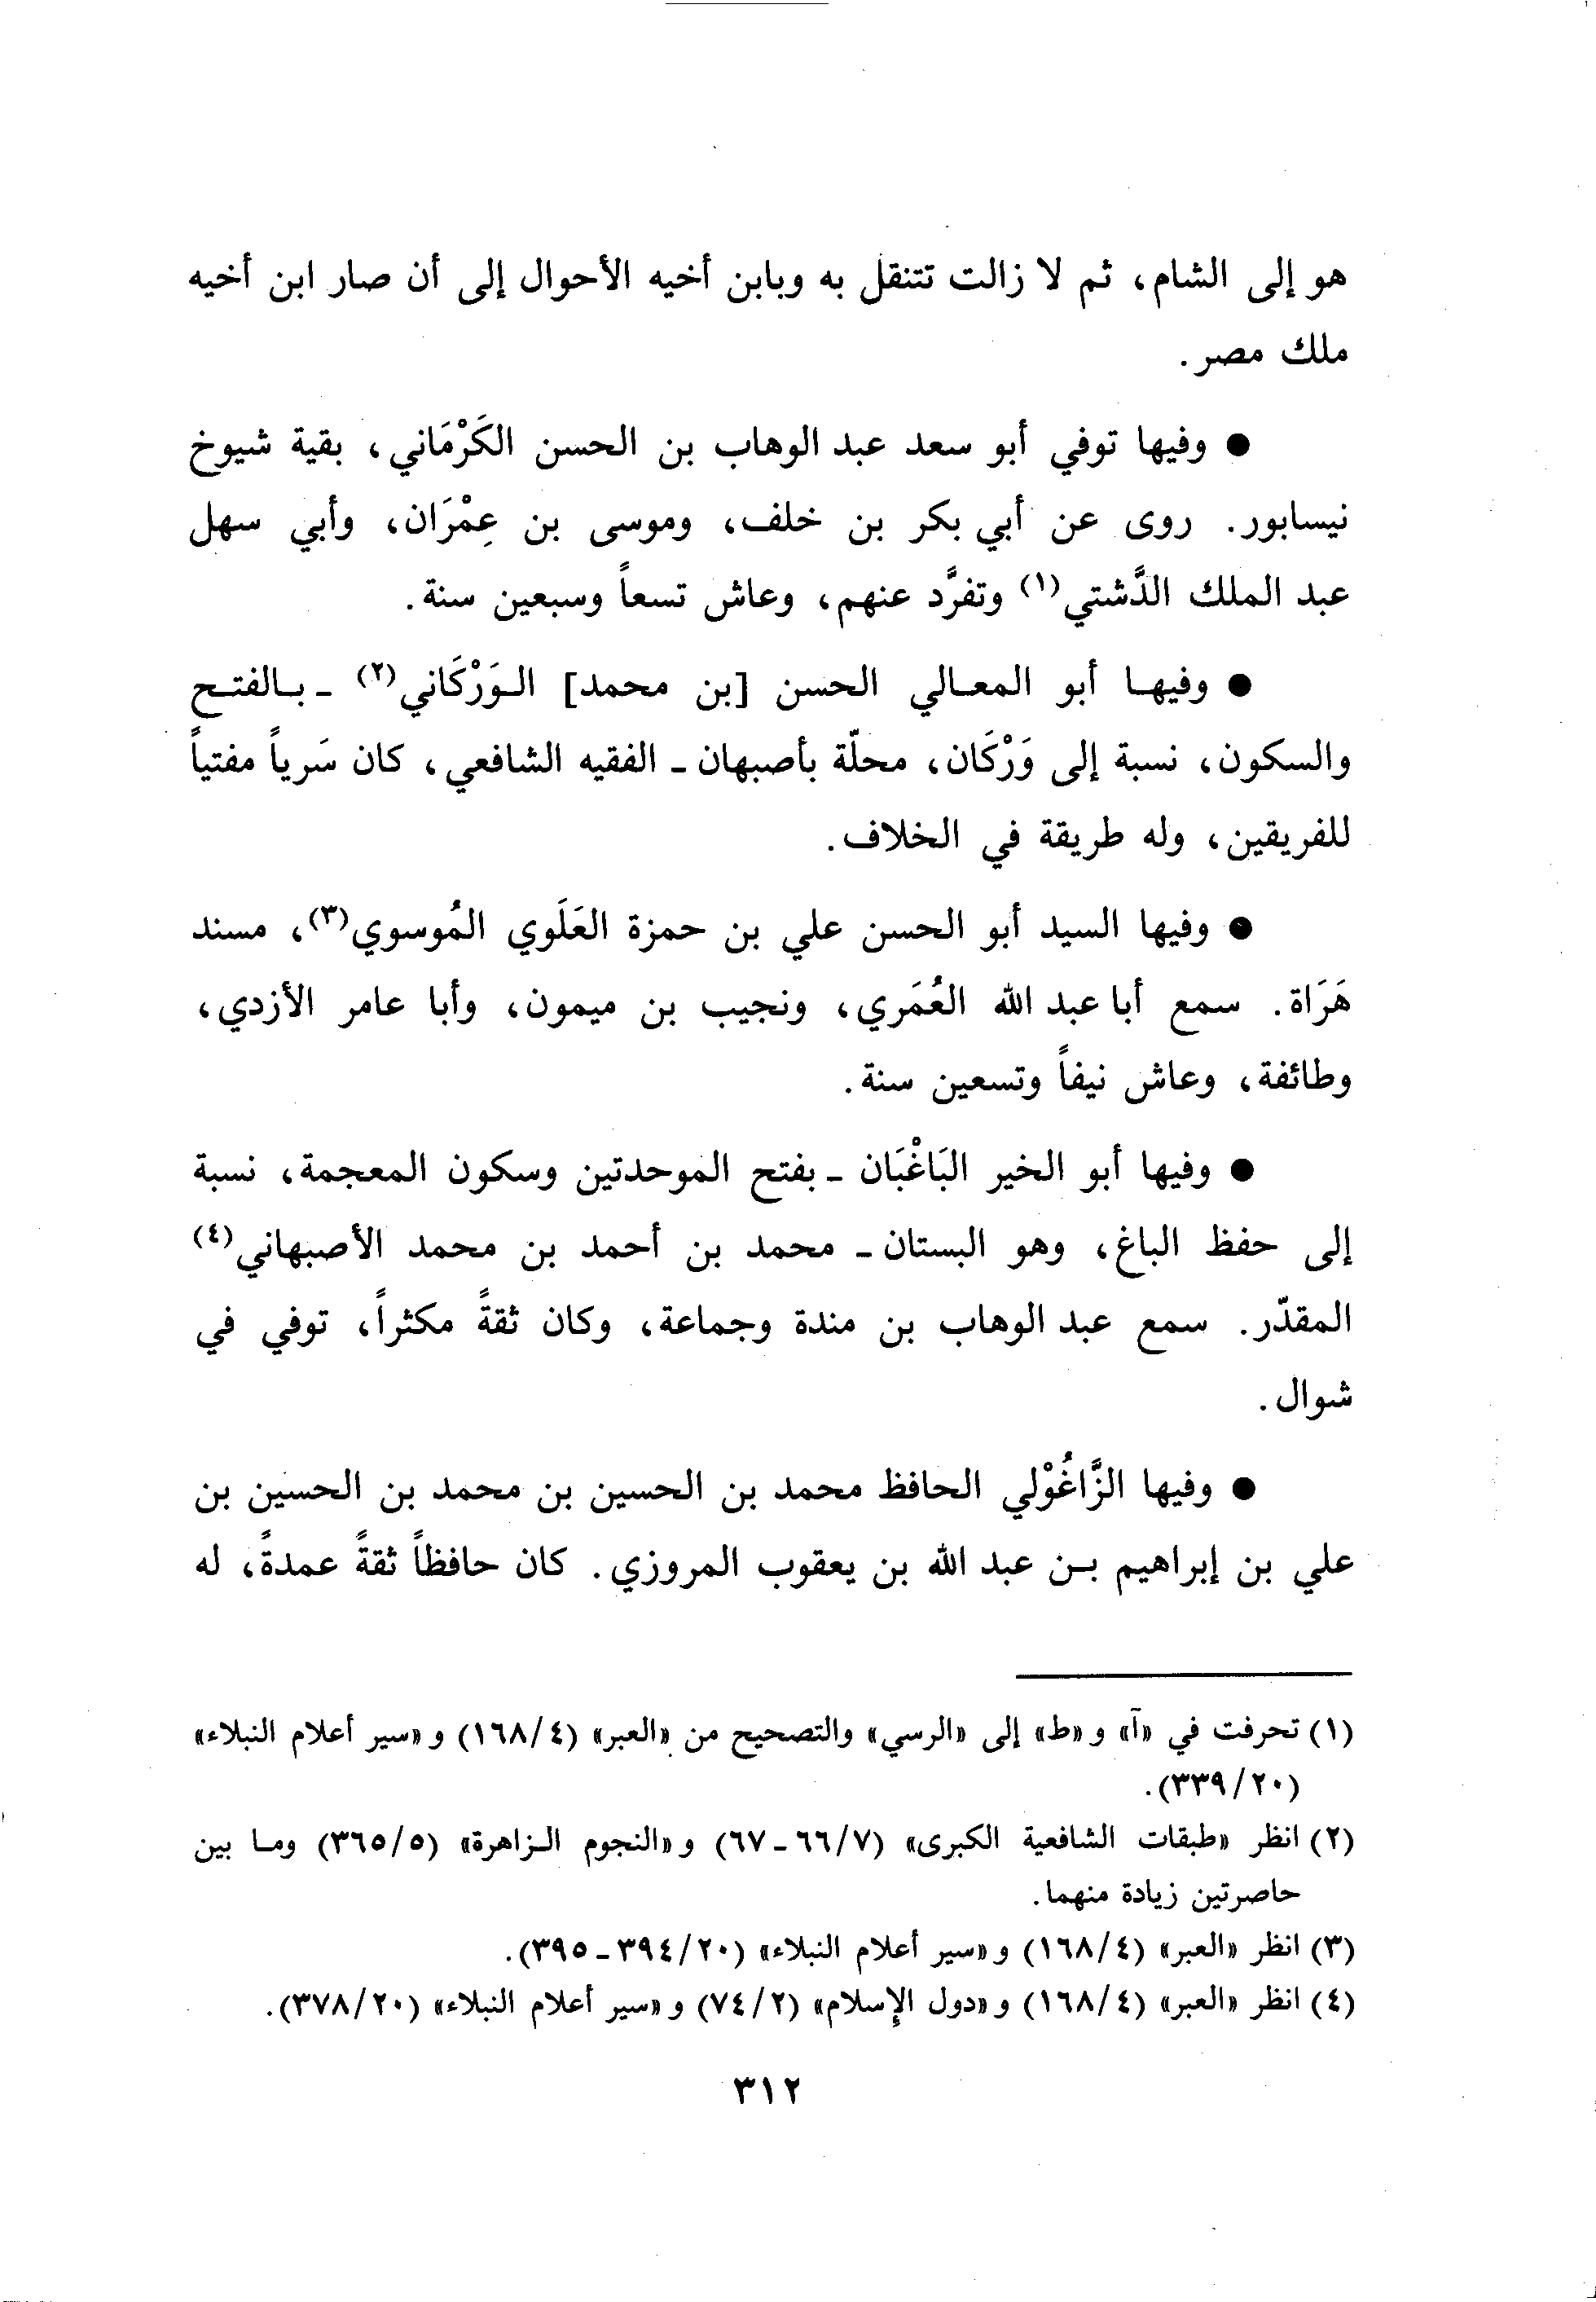 هو إلى الشام، ثم لا زالت تتنقل به وبابن أخيه الأحوال إلى أن صار ابن أخيه
ملك مصر.
● وفيها توفي أبو سعد عبد الوهاب بن الحسن الكَرْمَاني، بقية شيوخ
نيسابور. روى عن أبي بكر بن خلف، وموسى بن عِمْرَان، وأبي سهل
عبد الملك الدَّشتي(١) وتفرَّد عنهم، وعاش تسعاً وسبعين سنة.
● وفيها أبو المعالي الحسن [بن محمد] الوَرْكَاني(٢) ـ بالفتح
والسكون، نسبة إلى وَرْكَان، محلّة بأصبهان ـ الفقيه الشافعي، كان سَرياً مفتياً
للفريقين، وله طريقة في الخلاف.
● وفيها السيد أبو الحسن علي بن حمزة العَلَوي المُوسوي(٣)، مسند
هَرَاة. سمع أبا عبد الله العُمَري، ونجيب بن ميمون، وأبا عامر الأزدي،
وطائفة، وعاش نيفاً وتسعين سنة.
● وفيها أبو الخير البَاغْبَان ـ بفتح الموحدتين وسكون المعجمة، نسبة
إلى حفظ الباغ، وهو البستان ـ محمد بن أحمد بن محمد الأصبهاني(٤)
المقدّر. سمع عبد الوهاب بن مندة وجماعة، وكان ثقةً مكثراً، توفي في
شوال.
● وفيها الزَّاغُوْلي الحافظ محمد بن الحسين بن محمد بن الحسين بن
علي بن إبراهيم بن عبد الله بن يعقوب المروزي. كان حافظاً ثقةً عمدةً، له
(١) تحرفت في «آ» و «ط» إلى «الرسي» والتصحيح من «العبر» (٤/ ١٦٨) و «سير أعلام النبلاء»
(٢٠/ ٣٣٩).
(٢) انظر «طبقات الشافعية الكبرى» (٧/ ٦٦ ـ ٦٧) و «النجوم الزاهرة» (٥/ ٣٦٥) وما بين
حاصرتين زيادة منهما.
(٣) انظر «العبر» (٤/ ١٦٨) و «سير أعلام النبلاء» (٢٠/ ٣٩٤ ـ ٣٩٥).
(٤) انظر «العبر» (٤/ ١٦٨) و «دول الإسلام» (٢/ ٧٤) و «سير أعلام النبلاء» (٢٠/ ٣٧٨).
٣١٢